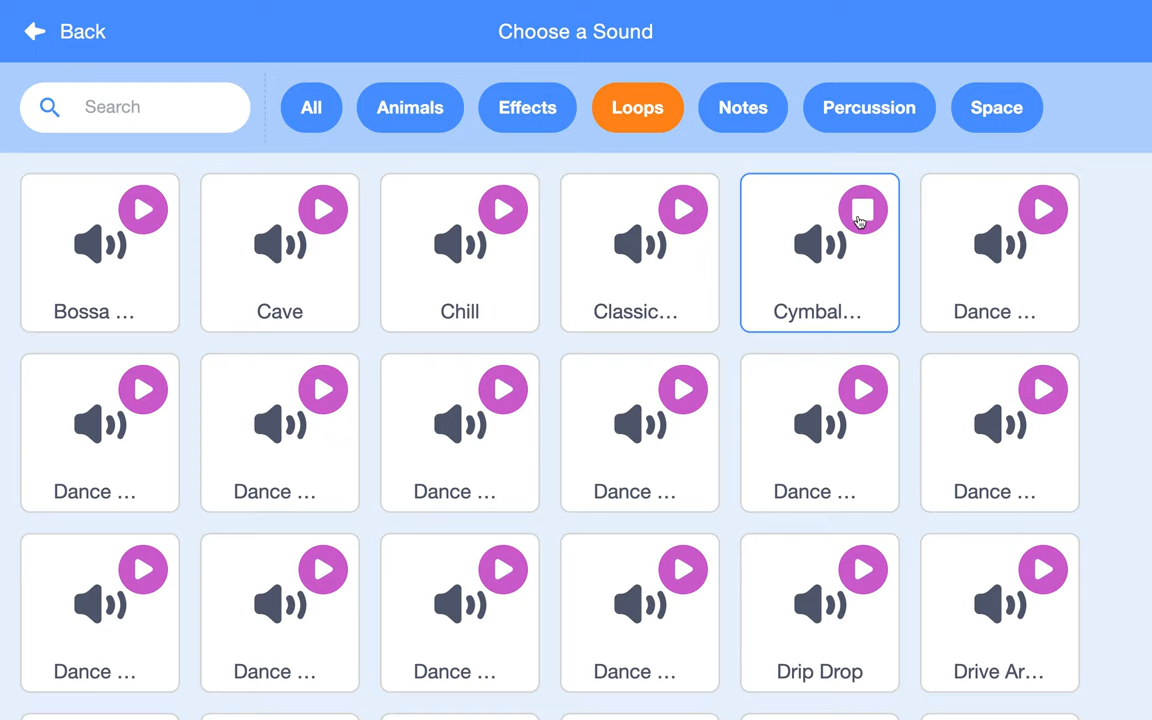 Back
Choose a Sound
Search
All
Animals
Effects
Loops
Notes
Percussion
Space
Bossa ...
Cave
Chill
Classic...
Cymbal...
Dance ...
Dance ...
Dance ...
Dance ...
Dance ...
Dance ...
Dance ...
Dance ...
Dance ...
Dance ...
Dance ...
Drip Drop
Drive Ar...